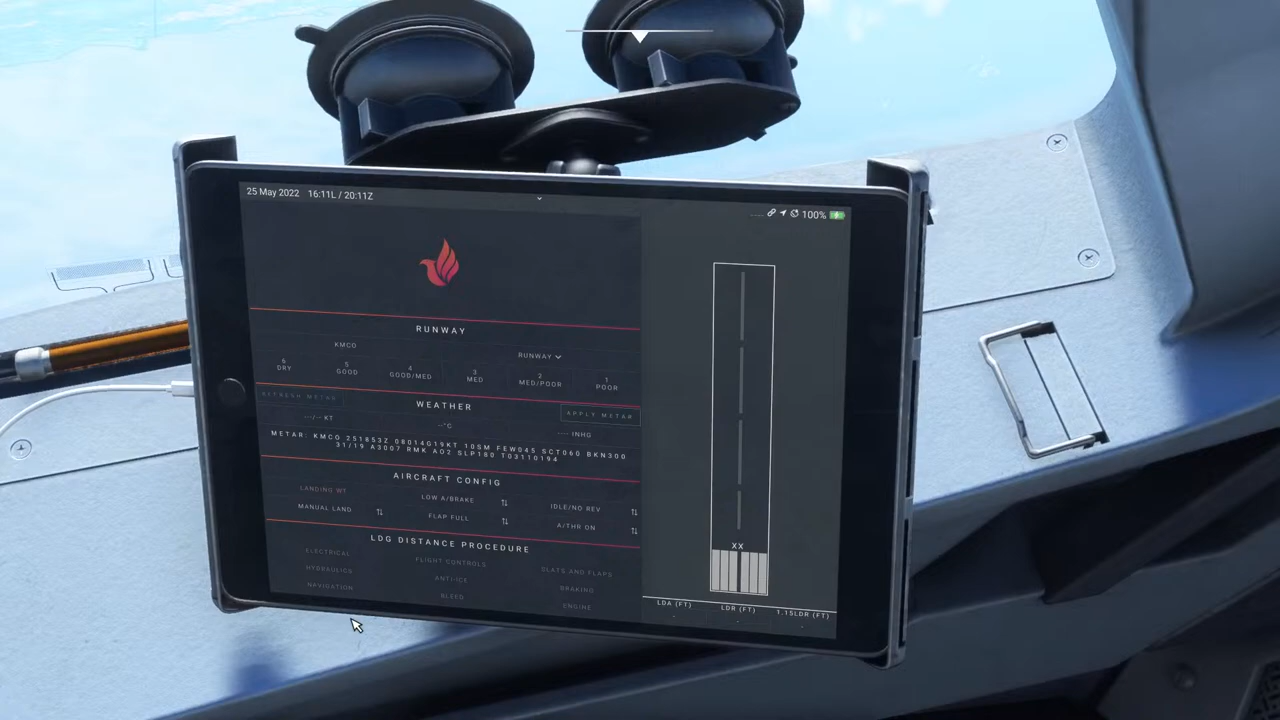 25 May 2022 16:11L / 20:11Z
100%
RUNWAY
KMCO
RUNWAY
6 DRY
5 GOOD
4 GOOD/MED
3 MED
2 MED/POOR
1 POOR
REFRESH METAR
WEATHER
APPLY METAR
---/-- KT
--°C
--.-- INHG
METAR: KMCO 251853Z 08014G19KT 10SM FEW045 SCT060 BKN300
31/19 A3007 RMK AO2 SLP180 T03110194
AIRCRAFT CONFIG
LANDING WT
LOW A/BRAKE
IDLE/NO REV
MANUAL LAND
FLAP FULL
A/THR ON
LDG DISTANCE PROCEDURE
ELECTRICAL
FLIGHT CONTROLS
SLATS AND FLAPS
HYDRAULICS
ANTI-ICE
BRAKING
NAVIGATION
BLEED
ENGINE
XX
LDA (FT)
LDR (FT)
1.15LDR (FT)
-
-
-